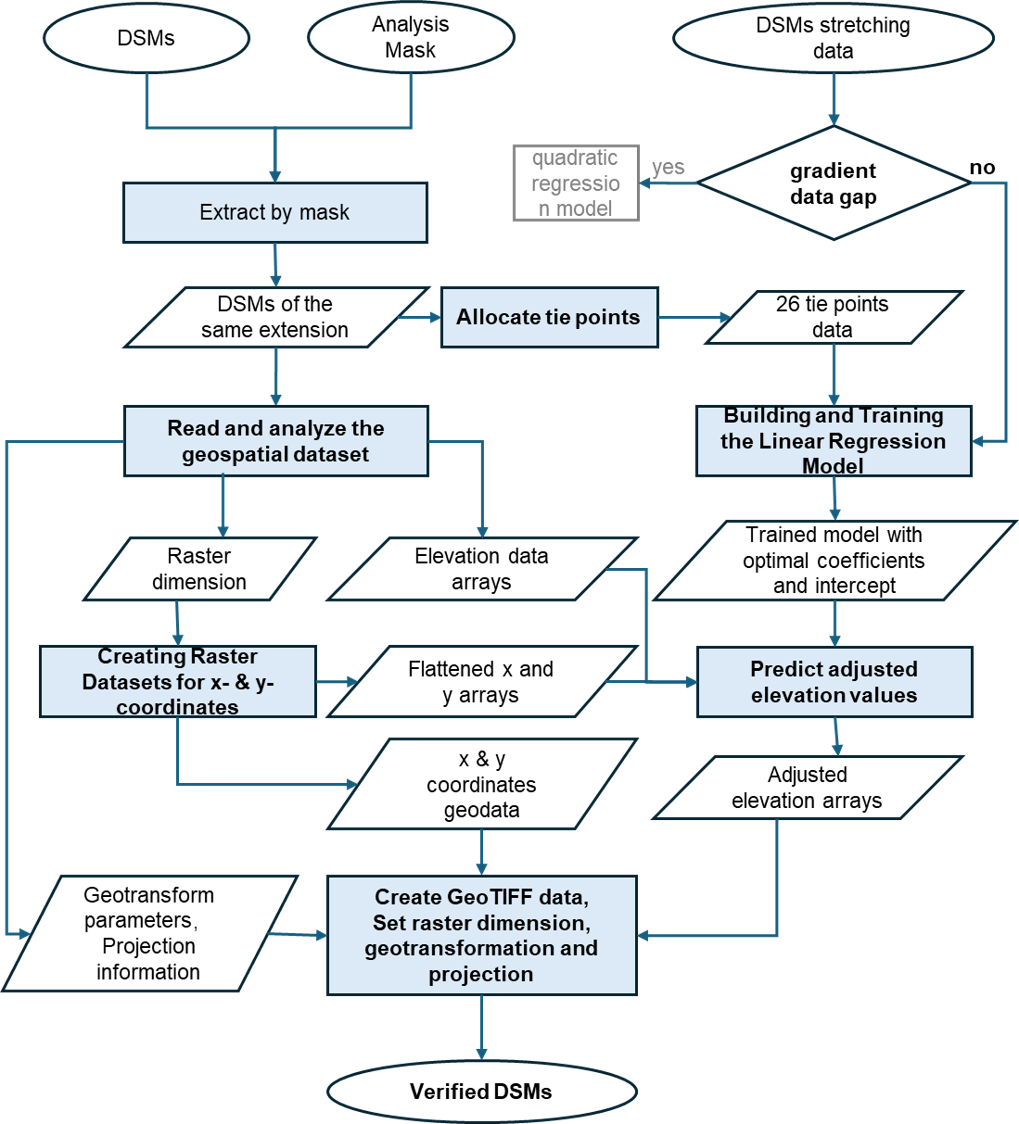 DSMs
Analysis
Mask
DSMs stretching
data
quadratic
regressio
n model
yes
gradient
data gap
no
Extract by mask
DSMs of the
same extension
Allocate tie points
26 tie points
data
Read and analyze the
geospatial dataset
Building and Training
the Linear Regression
Model
Raster
dimension
Elevation data
arrays
Trained model with
optimal coefficients
and intercept
Creating Raster
Datasets for x- & y-
coordinates
Flattened x and
y arrays
Predict adjusted
elevation values
x & y
coordinates
geodata
Adjusted
elevation arrays
Geotransform
parameters,
Projection
information
Create GeoTIFF data,
Set raster dimension,
geotransformation and
projection
Verified DSMs